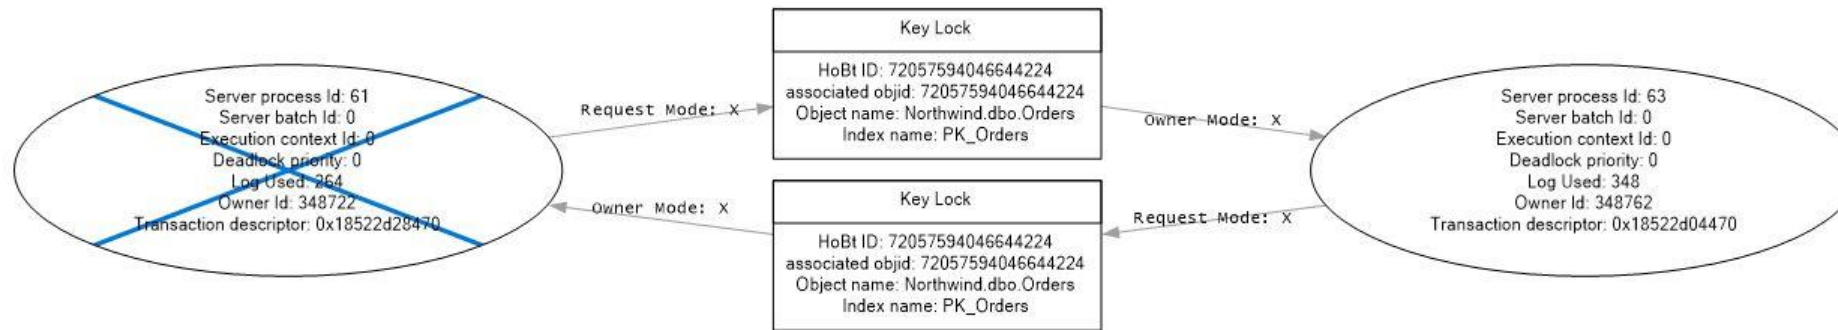 Server process Id: 61
Server batch Id: 0
Execution context Id: 0
Deadlock priority: 0
Log Used: 264
Owner Id: 348722
Transaction descriptor: 0x18522d28470
Request Mode: X
Owner Mode: X
Key Lock
HoBt ID: 72057594046644224
associated objid: 72057594046644224
Object name: Northwind.dbo.Orders
Index name: PK_Orders
Key Lock
HoBt ID: 72057594046644224
associated objid: 72057594046644224
Object name: Northwind.dbo.Orders
Index name: PK_Orders
Owner Mode: X
Request Mode: X
Server process Id: 63
Server batch Id: 0
Execution context Id: 0
Deadlock priority: 0
Log Used: 348
Owner Id: 348762
Transaction descriptor: 0x18522d04470